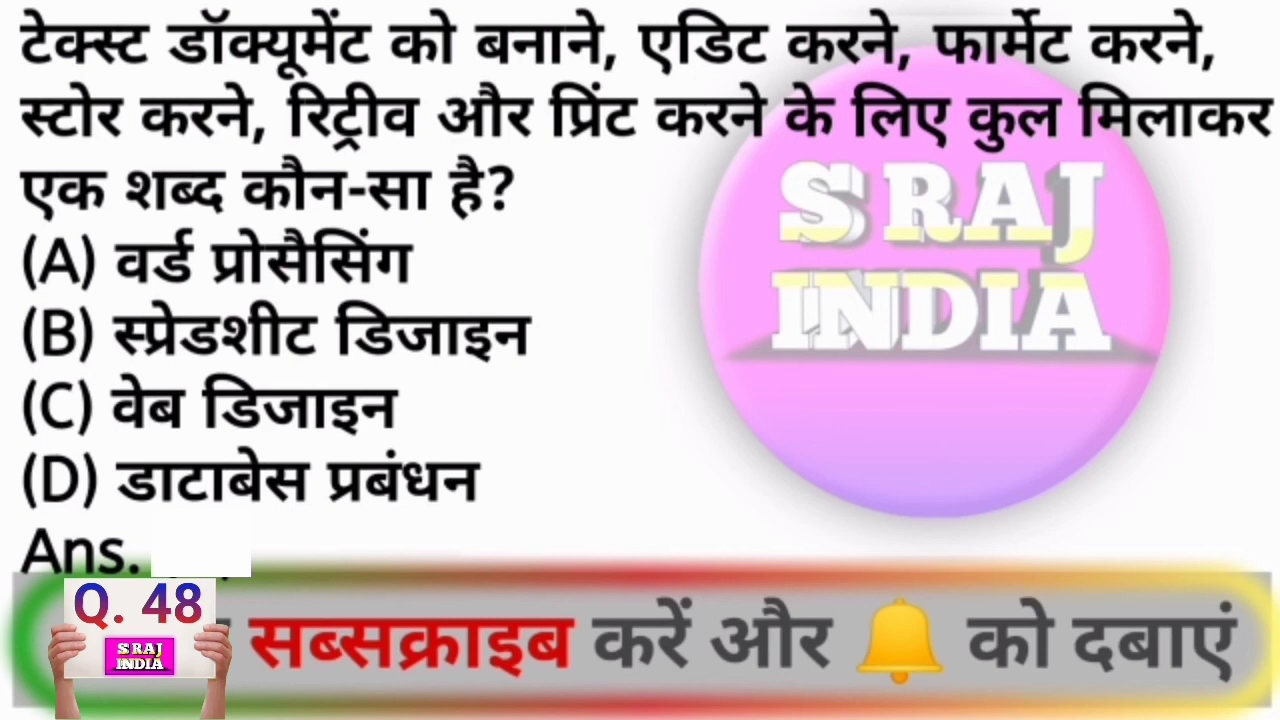 टेक्स्ट डॉक्यूमेंट को बनाने, एडिट करने, फार्मेट करने,
स्टोर करने, रिट्रीव और प्रिंट करने के लिए कुल मिलाकर
एक शब्द कौन-सा है?
(A) वर्ड प्रोसैसिंग
(B) स्प्रेडशीट डिजाइन
(C) वेब डिजाइन
(D) डाटाबेस प्रबंधन
Ans.
S RAJ
INDIA
Q. 48
S RAJ
INDIA
सब्सक्राइब करें और 🔔 को दबाएं